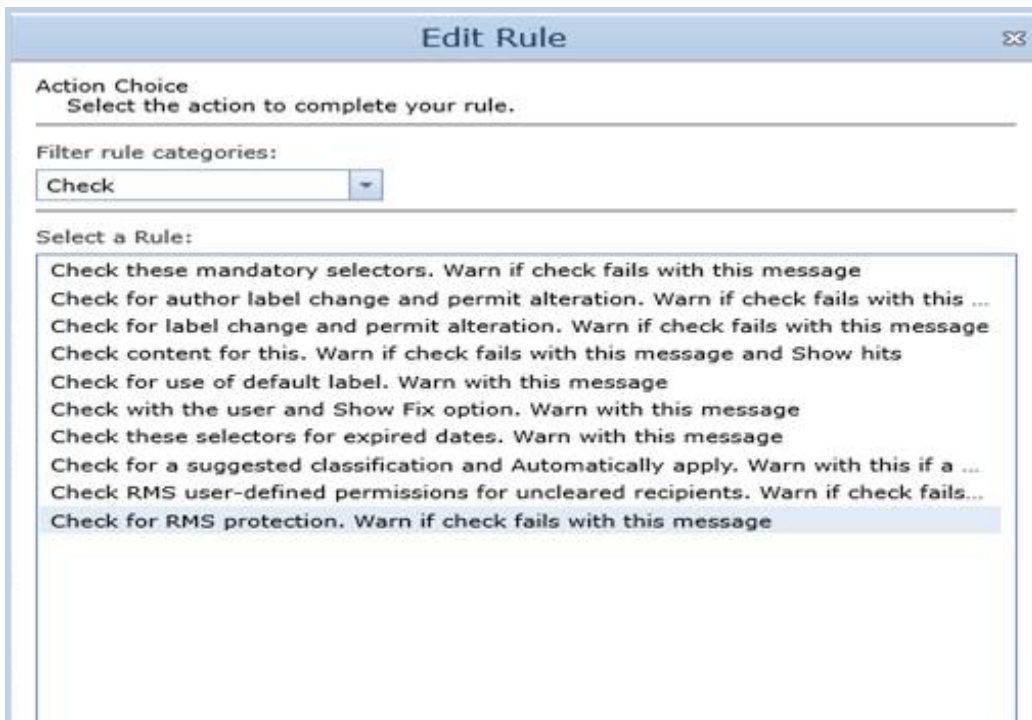 Edit Rule
Action Choice
Select the action to complete your rule.
Filter rule categories:
Check
Select a Rule:
Check these mandatory selectors. Warn if check fails with this message
Check for author label change and permit alteration. Warn if check fails with this ...
Check for label change and permit alteration. Warn if check fails with this message
Check content for this. Warn if check fails with this message and Show hits
Check for use of default label. Warn with this message
Check with the user and Show Fix option. Warn with this message
Check these selectors for expired dates. Warn with this message
Check for a suggested classification and Automatically apply. Warn with this if a ...
Check RMS user-defined permissions for uncleared recipients. Warn if check fails...
Check for RMS protection. Warn if check fails with this message